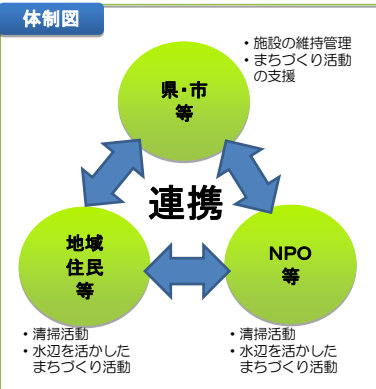 体制図
・施設の維持管理
・まちづくり活動
の支援
県・市
等
連携
地域
住民
等
NPO
等
・清掃活動
・水辺を活かした
まちづくり活動
・清掃活動
・水辺を活かした
まちづくり活動